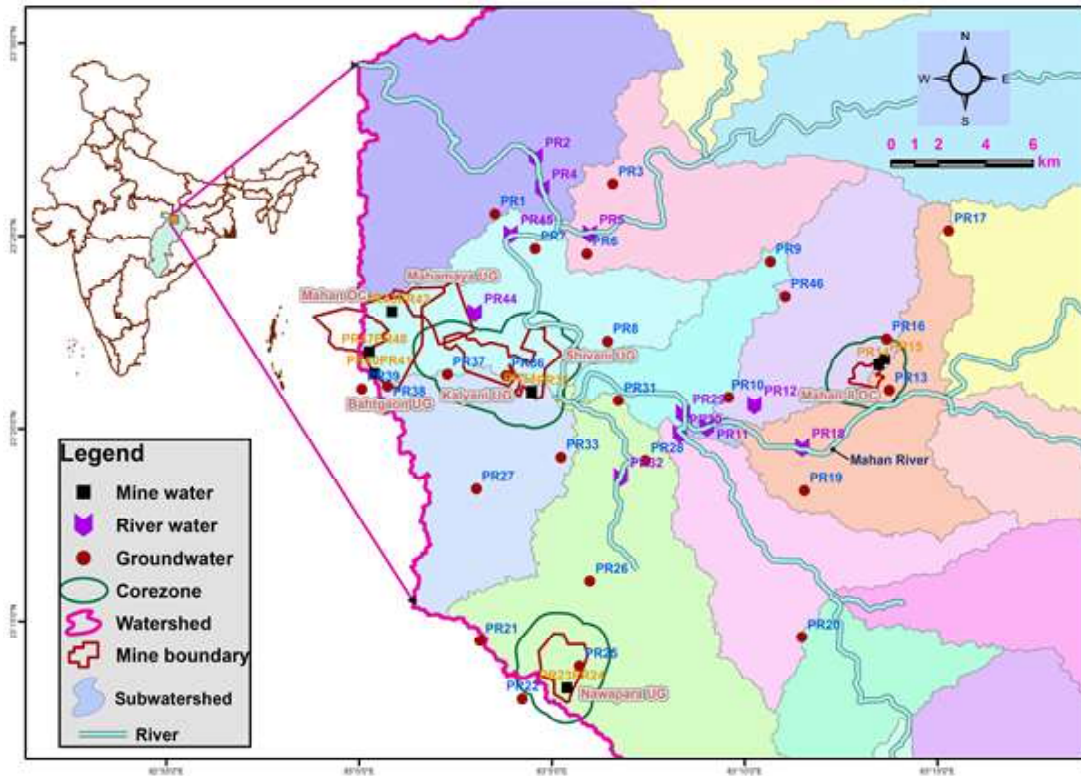 N
W E
S
0 1 2 4 6
km
PR2
PR4
PR3
PR1
PR45
PR5
PR7
PR6
PR17
PR9
PR46
Mahamaya UG
Mahan OC
PR44
PR8
PR16
PR15
PR37
Shivani UG
PR39
PR38
Kalyani UG
PR31
PR10
PR12
PR13
Mahan II OC
PR29
PR30
PR11
PR18
Mahan River
PR33
PR28
PR32
PR27
PR19
PR26
PR21
PR20
PR25
PR23
PR24
PR22
Nawapara UG
Legend
Mine water
River water
Groundwater
Corezone
Watershed
Mine boundary
Subwatershed
River